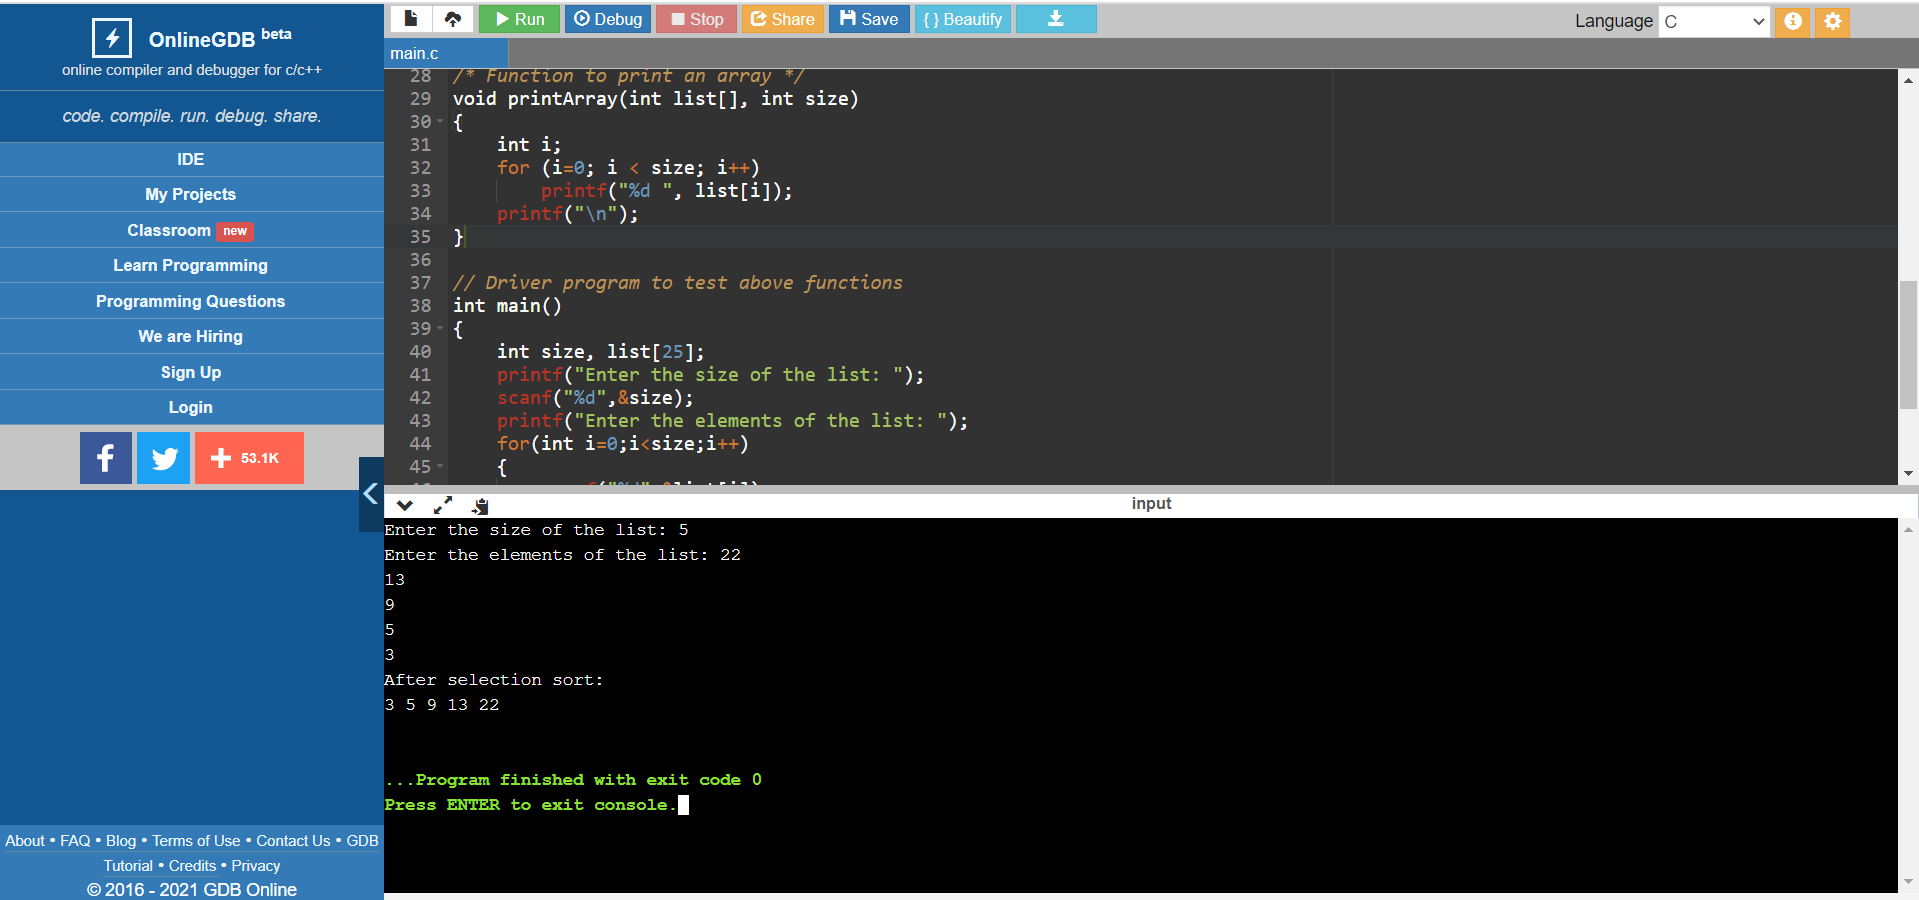 OnlineGDB beta
online compiler and debugger for c/c++
code. compile. run. debug. share.
IDE
My Projects
Classroom new
Learn Programming
Programming Questions
We are Hiring
Sign Up
Login
53.1K
About • FAQ • Blog • Terms of Use • Contact Us • GDB
Tutorial • Credits • Privacy
© 2016 - 2021 GDB Online
Run Debug Stop Share Save {} Beautify
Language C
main.c
28 /* Function to print an array */
29 void printArray(int list[], int size)
30 {
31     int i;
32     for (i=0; i < size; i++)
33         printf("%d ", list[i]);
34     printf("\n");
35 }
36
37 // Driver program to test above functions
38 int main()
39 {
40     int size, list[25];
41     printf("Enter the size of the list: ");
42     scanf("%d",&size);
43     printf("Enter the elements of the list: ");
44     for(int i=0;i<size;i++)
45     {
input
Enter the size of the list: 5
Enter the elements of the list: 22
13
9
5
3
After selection sort:
3 5 9 13 22
...Program finished with exit code 0
Press ENTER to exit console.